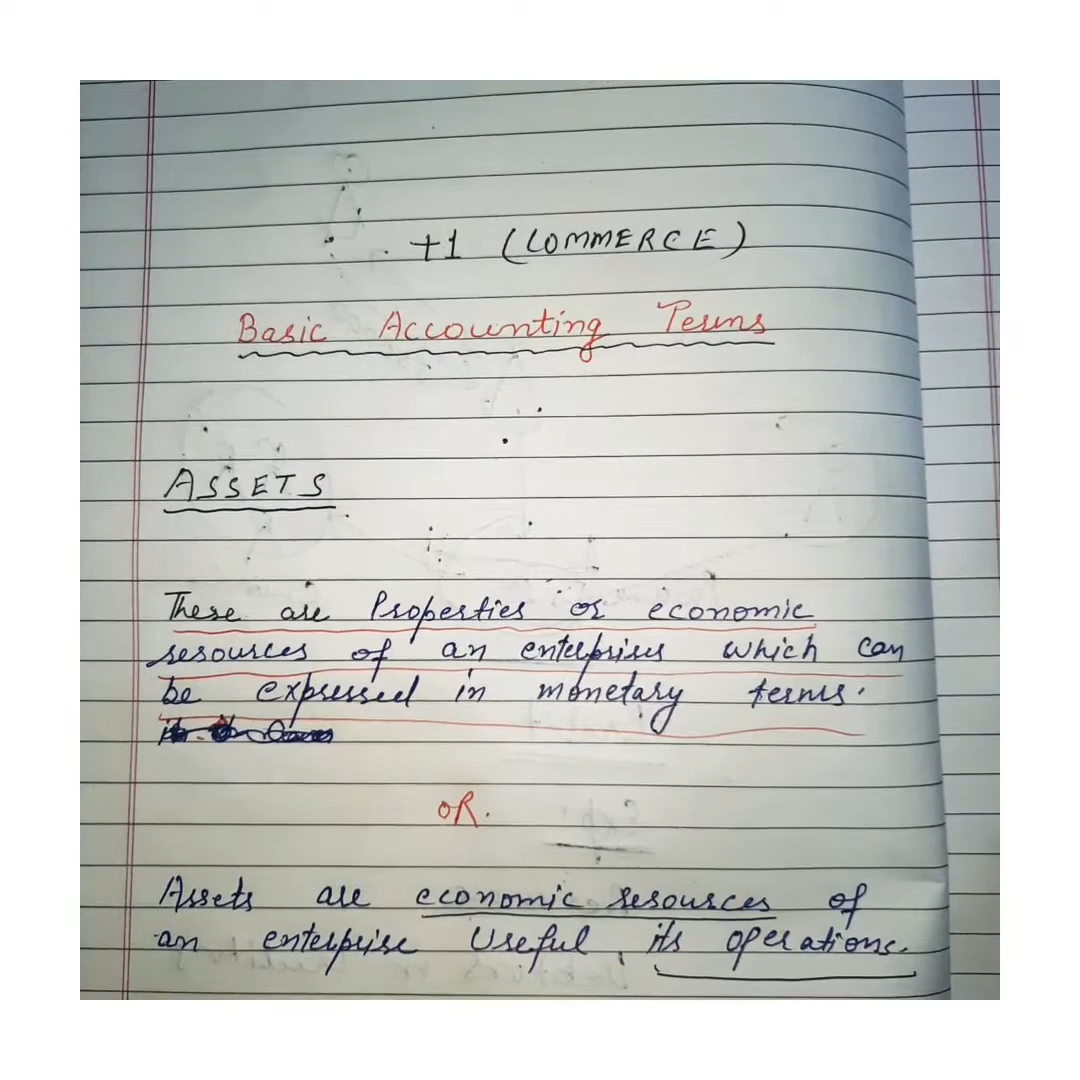 +1 (COMMERCE)
Basic Accounting Terms
ASSETS
These are Properties or economic
resources of an enterprises which can
be expressed in monetary terms.
OR.
Assets are economic resources of
an enterprise Useful its operations.